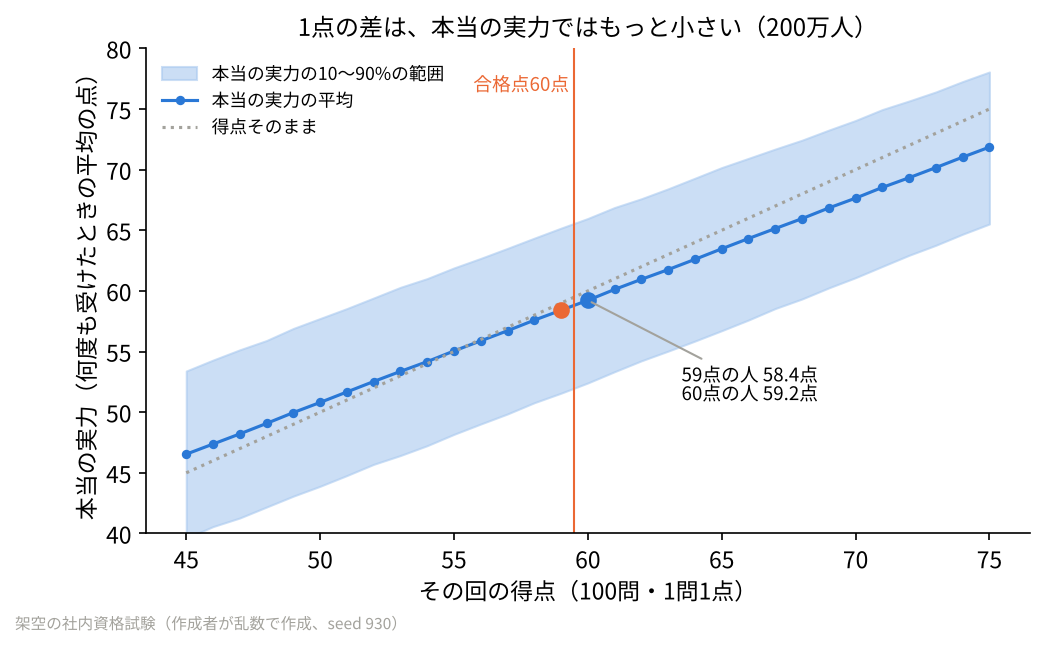 1点の差は、本当の実力ではもっと小さい（200万人）
本当の実力の10〜90%の範囲
本当の実力の平均
得点そのまま
合格点60点
本当の実力（何度も受けたときの平均の点）
80
75
70
65
60
55
50
45
40
59点の人 58.4点
60点の人 59.2点
45 50 55 60 65 70 75
その回の得点（100問・1問1点）
架空の社内資格試験（作成者が乱数で作成、seed 930）